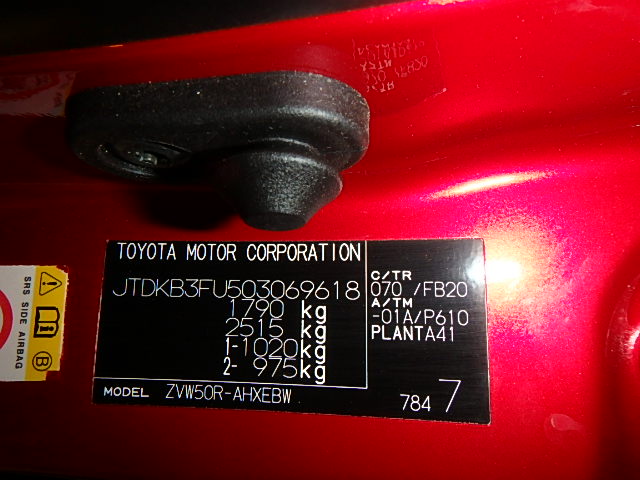 TOYOTA MOTOR CORPORATION
JTDKB3FU503069618
1790 kg
2515 kg
1-1020kg
2- 975kg
C/TR
070 /FB20
A/TM
-01A/P610
PLANTA41
MODEL ZVW50R-AHXEBW
784 7
SRS SIDE AIRBAG
B